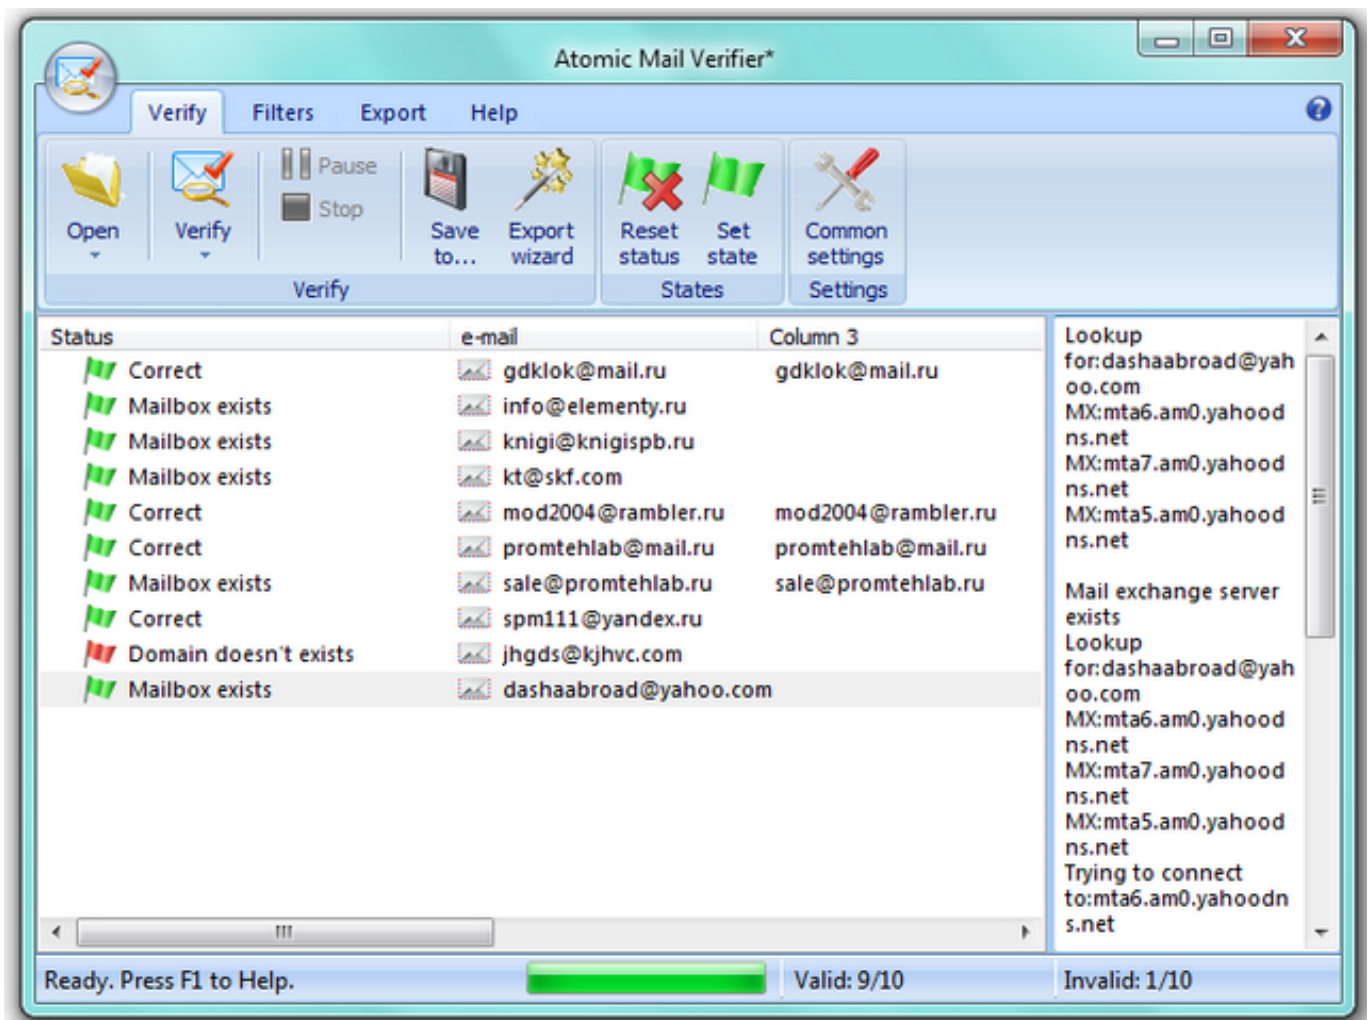 Atomic Mail Verifier*
Verify Filters Export Help
Open
Verify
Pause
Stop
Save to...
Export wizard
Reset status
Set state
Common settings
Verify
States
Settings
Status e-mail Column 3
Correct gdklok@mail.ru gdklok@mail.ru
Mailbox exists info@elementy.ru
Mailbox exists knigi@knigispb.ru
Mailbox exists kt@skf.com
Correct mod2004@rambler.ru mod2004@rambler.ru
Correct promtehlab@mail.ru promtehlab@mail.ru
Mailbox exists sale@promtehlab.ru sale@promtehlab.ru
Correct spm111@yandex.ru
Domain doesn't exists jhgds@kjhvc.com
Mailbox exists dashaabroad@yahoo.com
Lookup
for:dashaabroad@yah
oo.com
MX:mta6.am0.yahood
ns.net
MX:mta7.am0.yahood
ns.net
MX:mta5.am0.yahood
ns.net
Mail exchange server
exists
Lookup
for:dashaabroad@yah
oo.com
MX:mta6.am0.yahood
ns.net
MX:mta7.am0.yahood
ns.net
MX:mta5.am0.yahood
ns.net
Trying to connect
to:mta6.am0.yahoodn
s.net
Ready. Press F1 to Help. Valid: 9/10 Invalid: 1/10